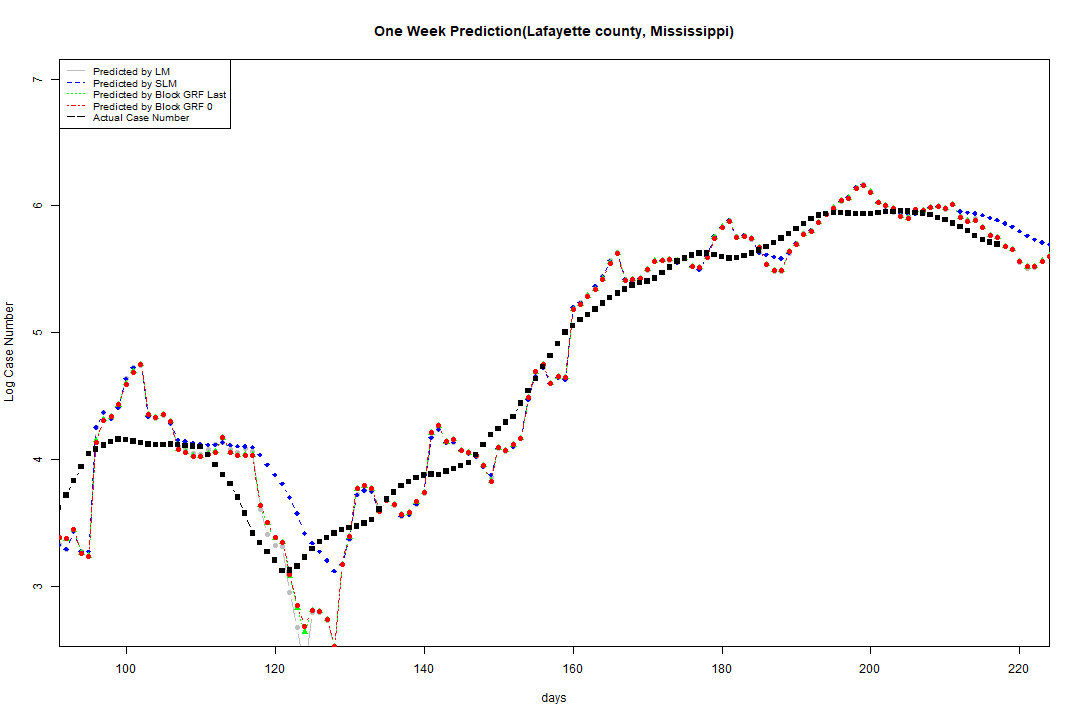 One Week Prediction(Lafayette county, Mississippi)
Predicted by LM
Predicted by SLM
Predicted by Block GRF Last
Predicted by Block GRF 0
Actual Case Number
7
6
5
4
3
Log Case Number
100 120 140 160 180 200 220
days